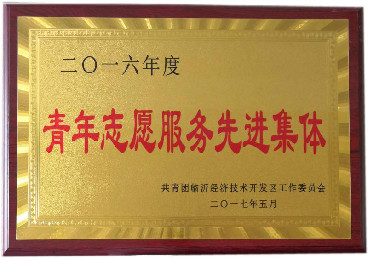 二〇一六年度
青年志愿服务先进集体
共青团临沂经济技术开发区工作委员会
二〇一七年五月